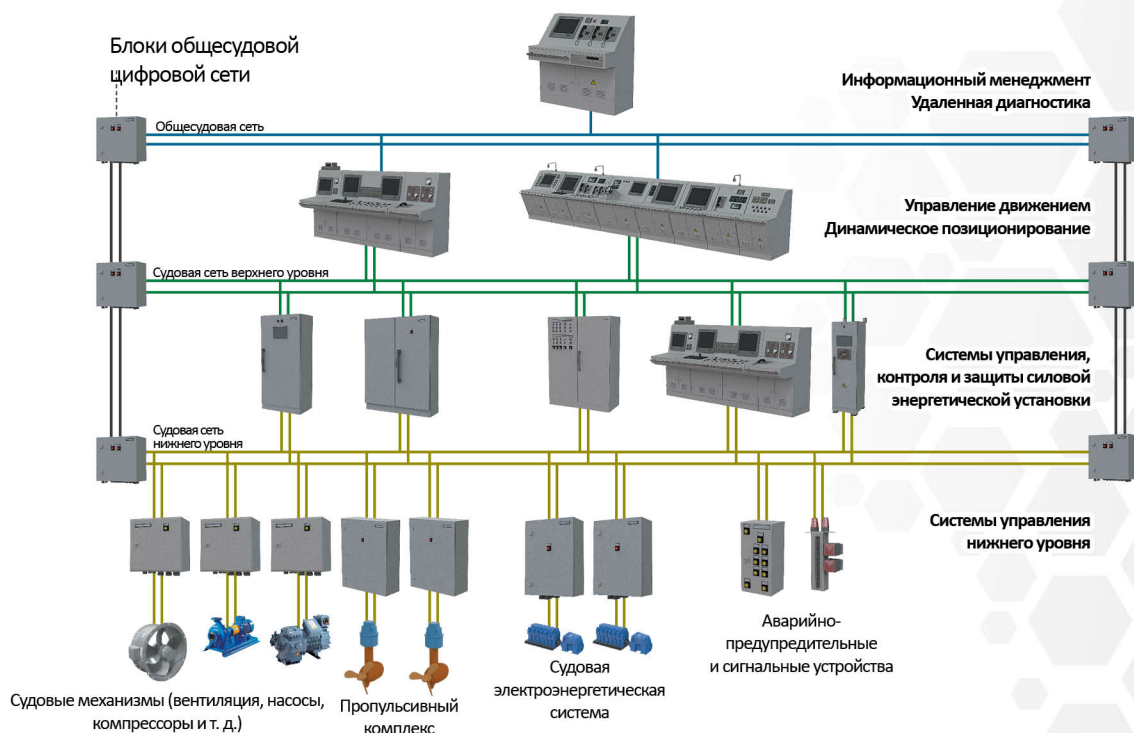 Блоки общесудовой
цифровой сети
Информационный менеджмент
Удаленная диагностика
Общесудовая сеть
Управление движением
Динамическое позиционирование
Судовая сеть верхнего уровня
Системы управления,
контроля и защиты силовой
энергетической установки
Судовая сеть
нижнего уровня
Системы управления
нижнего уровня
Судовые механизмы (вентиляция, насосы,
компрессоры и т. д.)
Пропульсивный
комплекс
Судовая
электроэнергетическая
система
Аварийно-
предупредительные
и сигнальные устройства